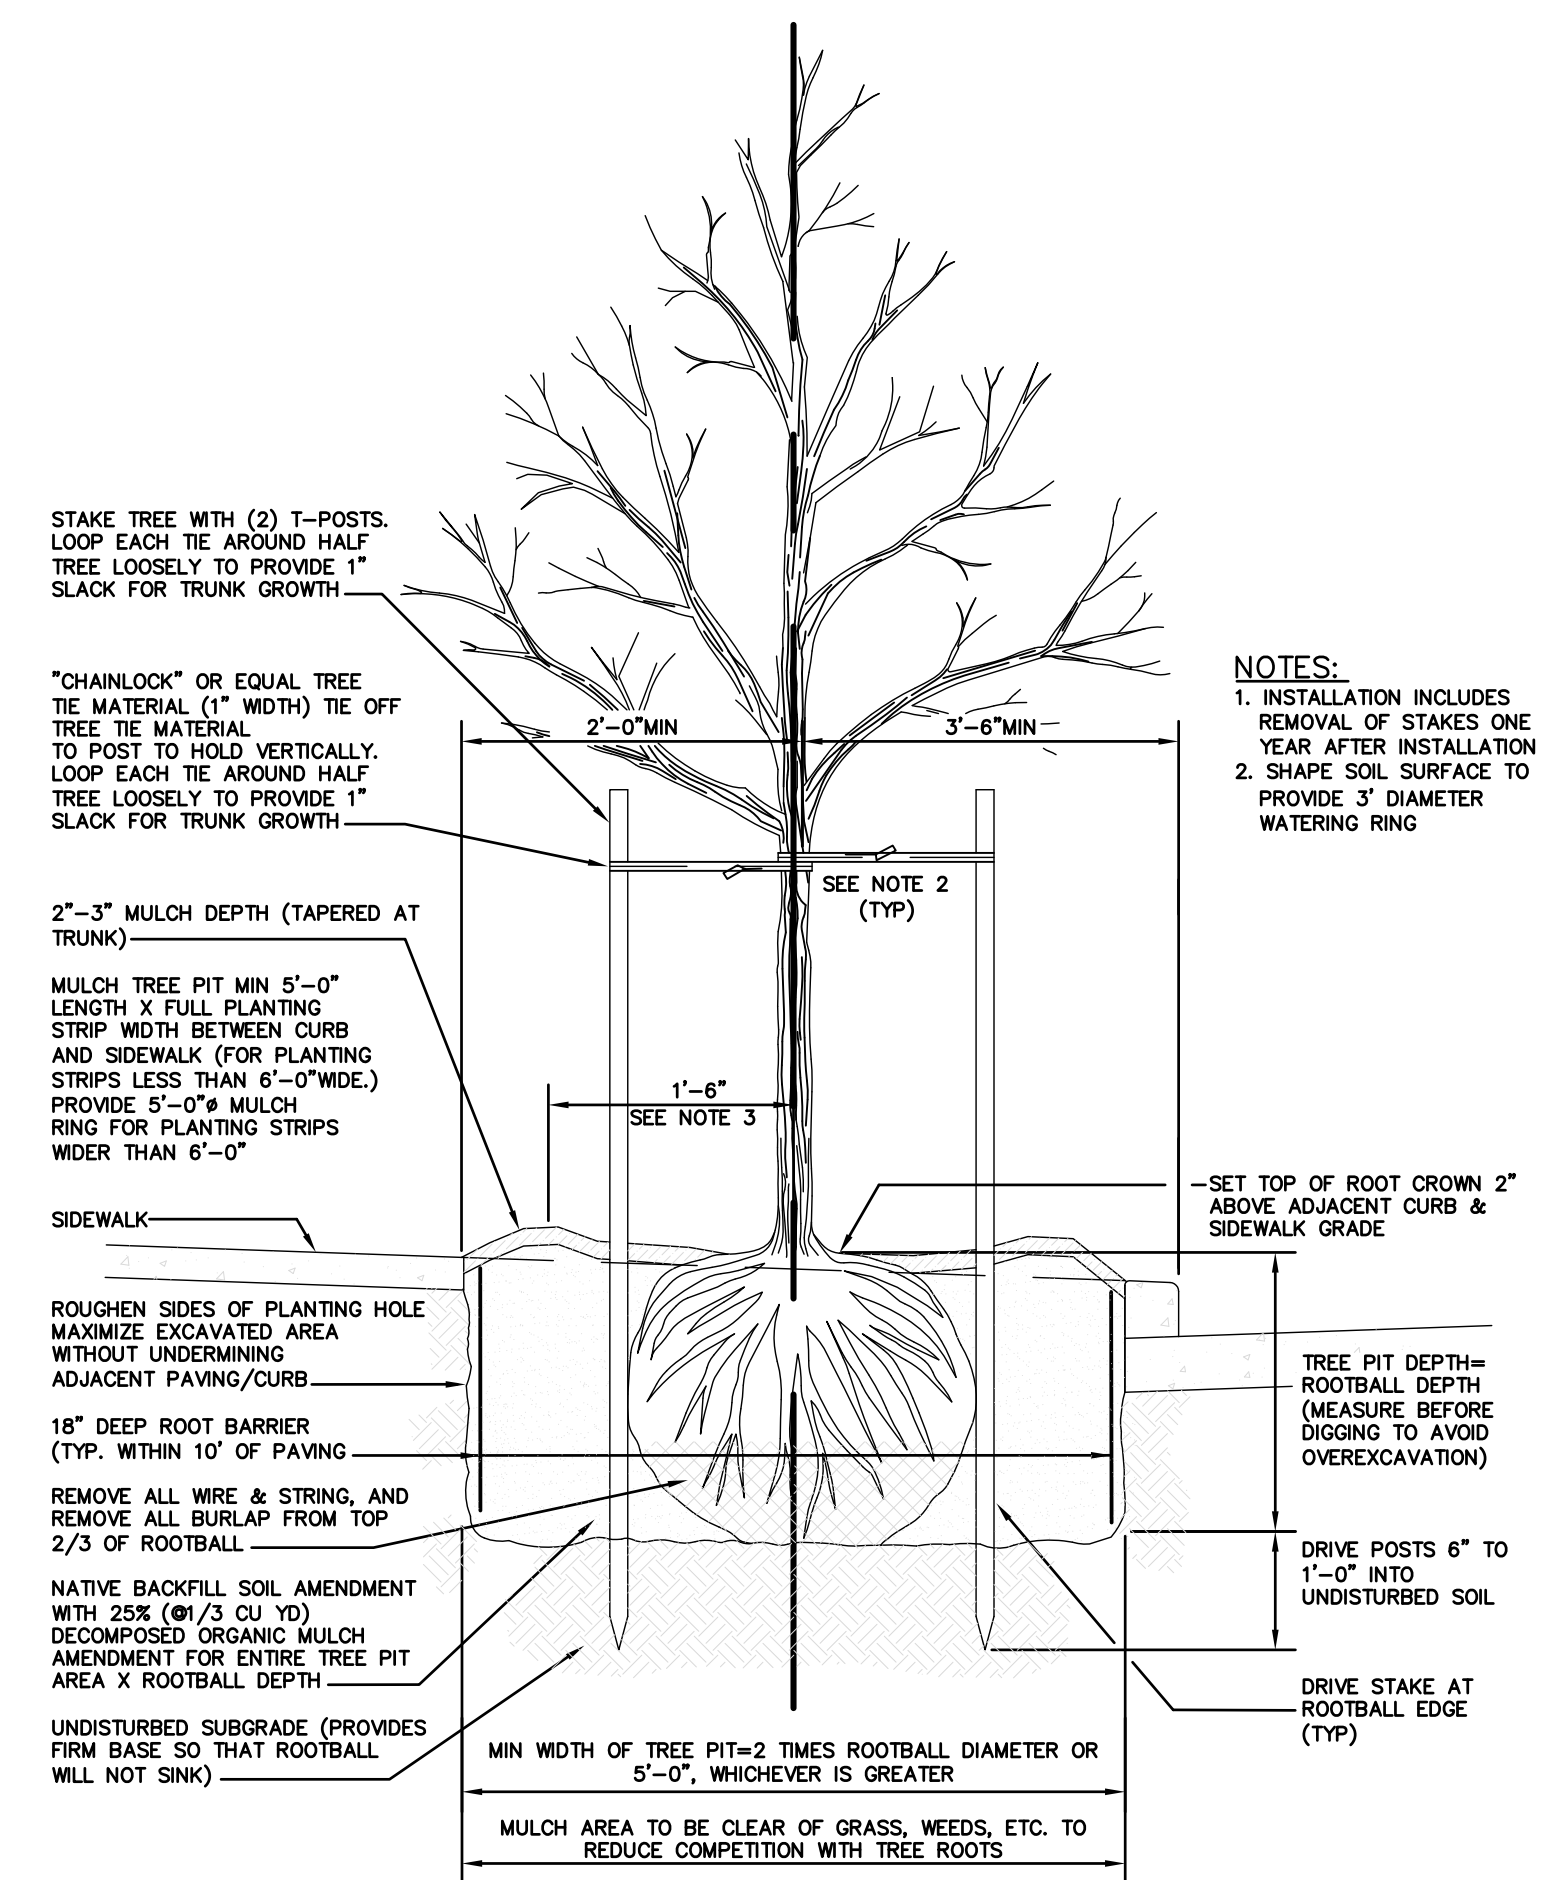 STAKE TREE WITH (2) T-POSTS.
LOOP EACH TIE AROUND HALF
TREE LOOSELY TO PROVIDE 1"
SLACK FOR TRUNK GROWTH
"CHAINLOCK" OR EQUAL TREE
TIE MATERIAL (1" WIDTH) TIE OFF
TREE TIE MATERIAL
TO POST TO HOLD VERTICALLY.
LOOP EACH TIE AROUND HALF
TREE LOOSELY TO PROVIDE 1"
SLACK FOR TRUNK GROWTH
2"-3" MULCH DEPTH (TAPERED AT
TRUNK)
MULCH TREE PIT MIN 5'-0"
LENGTH X FULL PLANTING
STRIP WIDTH BETWEEN CURB
AND SIDEWALK (FOR PLANTING
STRIPS LESS THAN 6'-0"WIDE.)
PROVIDE 5'-0"ø MULCH
RING FOR PLANTING STRIPS
WIDER THAN 6'-0"
SIDEWALK
ROUGHEN SIDES OF PLANTING HOLE
MAXIMIZE EXCAVATED AREA
WITHOUT UNDERMINING
ADJACENT PAVING/CURB
18" DEEP ROOT BARRIER
(TYP. WITHIN 10' OF PAVING
REMOVE ALL WIRE & STRING, AND
REMOVE ALL BURLAP FROM TOP
2/3 OF ROOTBALL
NATIVE BACKFILL SOIL AMENDMENT
WITH 25% (@1/3 CU YD)
DECOMPOSED ORGANIC MULCH
AMENDMENT FOR ENTIRE TREE PIT
AREA X ROOTBALL DEPTH
UNDISTURBED SUBGRADE (PROVIDES
FIRM BASE SO THAT ROOTBALL
WILL NOT SINK)
2'-0"MIN
3'-6"MIN
SEE NOTE 2
(TYP)
1'-6"
SEE NOTE 3
MIN WIDTH OF TREE PIT=2 TIMES ROOTBALL DIAMETER OR
5'-0", WHICHEVER IS GREATER
MULCH AREA TO BE CLEAR OF GRASS, WEEDS, ETC. TO
REDUCE COMPETITION WITH TREE ROOTS
NOTES:
1. INSTALLATION INCLUDES
REMOVAL OF STAKES ONE
YEAR AFTER INSTALLATION
2. SHAPE SOIL SURFACE TO
PROVIDE 3' DIAMETER
WATERING RING
SET TOP OF ROOT CROWN 2"
ABOVE ADJACENT CURB &
SIDEWALK GRADE
TREE PIT DEPTH=
ROOTBALL DEPTH
(MEASURE BEFORE
DIGGING TO AVOID
OVEREXCAVATION)
DRIVE POSTS 6" TO
1'-0" INTO
UNDISTURBED SOIL
DRIVE STAKE AT
ROOTBALL EDGE
(TYP)